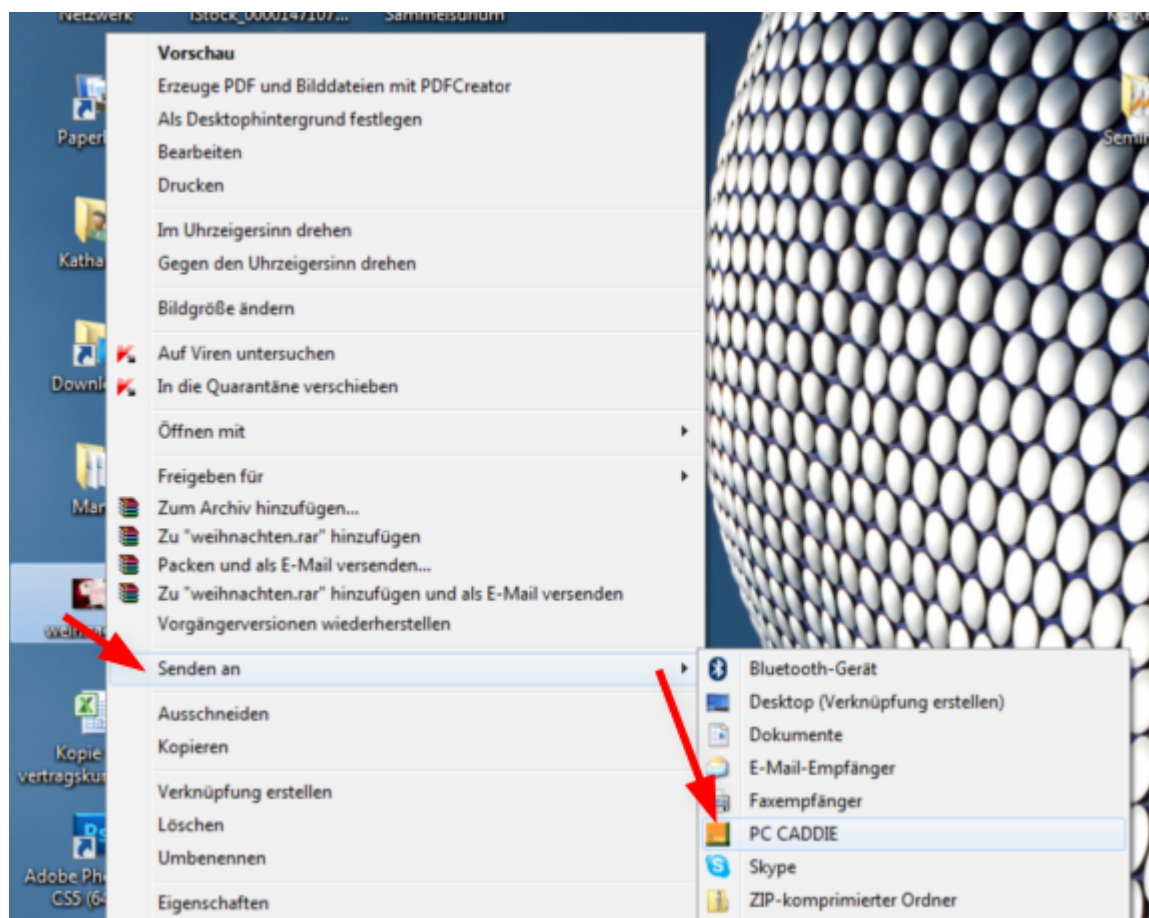 Netzwerk
iStock_0000147107...
Sammelsurium
Vorschau
Erzeuge PDF und Bilddateien mit PDFCreator
Als Desktophintergrund festlegen
Bearbeiten
Drucken
Im Uhrzeigersinn drehen
Gegen den Uhrzeigersinn drehen
Bildgröße ändern
Auf Viren untersuchen
In die Quarantäne verschieben
Öffnen mit
Freigeben für
Zum Archiv hinzufügen...
Zu "weihnachten.rar" hinzufügen
Packen und als E-Mail versenden...
Zu "weihnachten.rar" hinzufügen und als E-Mail versenden
Vorgängerversionen wiederherstellen
Senden an
Ausschneiden
Kopieren
Verknüpfung erstellen
Löschen
Umbenennen
Eigenschaften
Bluetooth-Gerät
Desktop (Verknüpfung erstellen)
Dokumente
E-Mail-Empfänger
Faxempfänger
PC CADDIE
Skype
ZIP-komprimierter Ordner
Kopie
vertragsku
Adobe Ph
CS5 (64
Paper
Katha
Downl
Mar
Semin